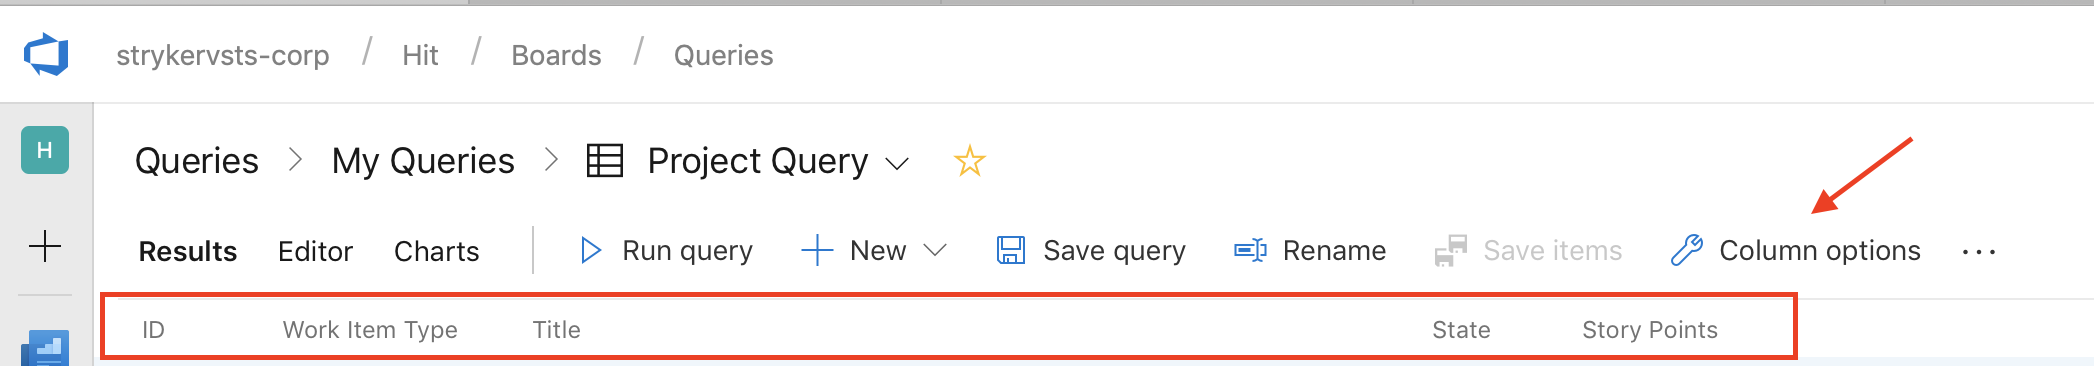 strykervsts-corp / Hit / Boards / Queries
H
Queries > My Queries > Project Query
Results Editor Charts Run query New Save query Rename Save items Column options ...
ID Work Item Type Title State Story Points